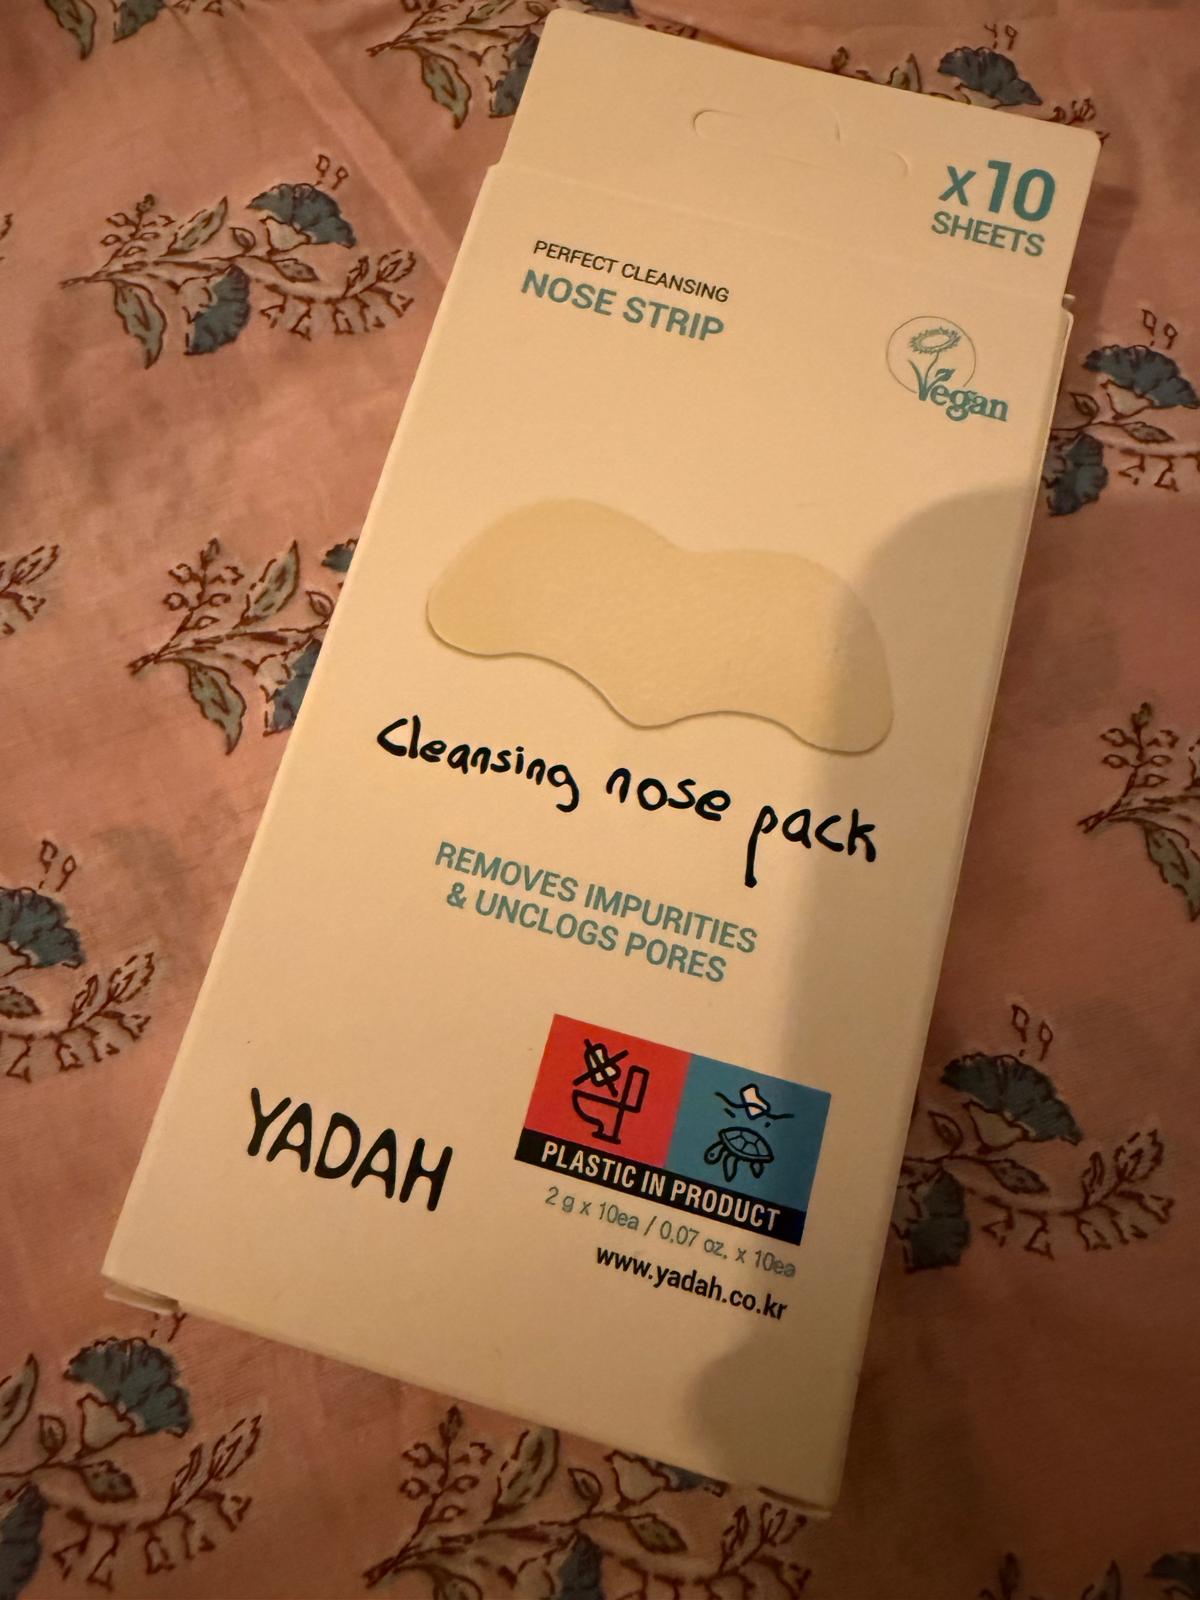 x10
SHEETS
PERFECT CLEANSING
NOSE STRIP
Vegan
Cleansing nose pack
REMOVES IMPURITIES
& UNCLOGS PORES
YADAH
PLASTIC IN PRODUCT
2 g x 10ea / 0,07 oz. x 10ea
www.yadah.co.kr